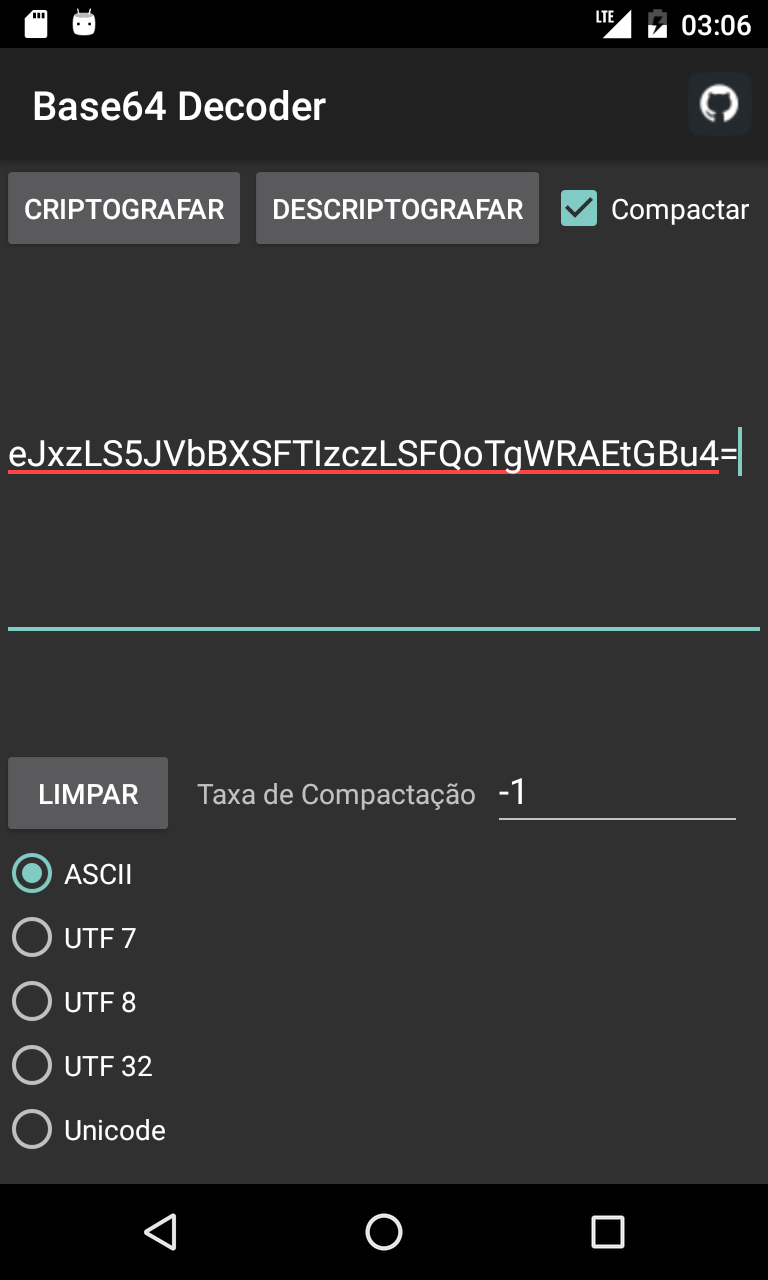 LTE 03:06
Base64 Decoder
CRIPTOGRAFAR DESCRIPTOGRAFAR Compactar
eJxzLS5JVbBXSFTIzczLSFQoTgWRAEtGBu4=
LIMPAR Taxa de Compactação -1
ASCII
UTF 7
UTF 8
UTF 32
Unicode